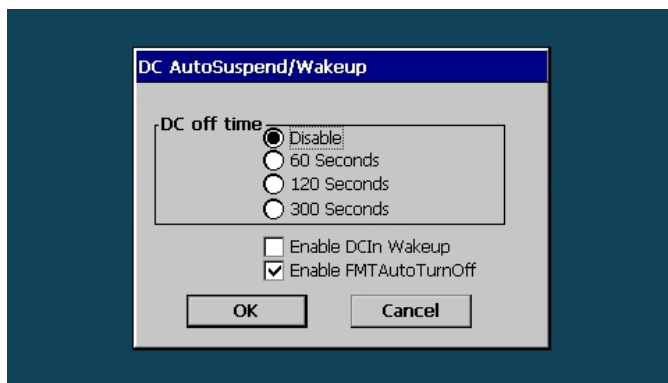 DC AutoSuspend/Wakeup
DC off time
Disable
60 Seconds
120 Seconds
300 Seconds
Enable DCIn Wakeup
Enable FMTAutoTurnOff
OK Cancel